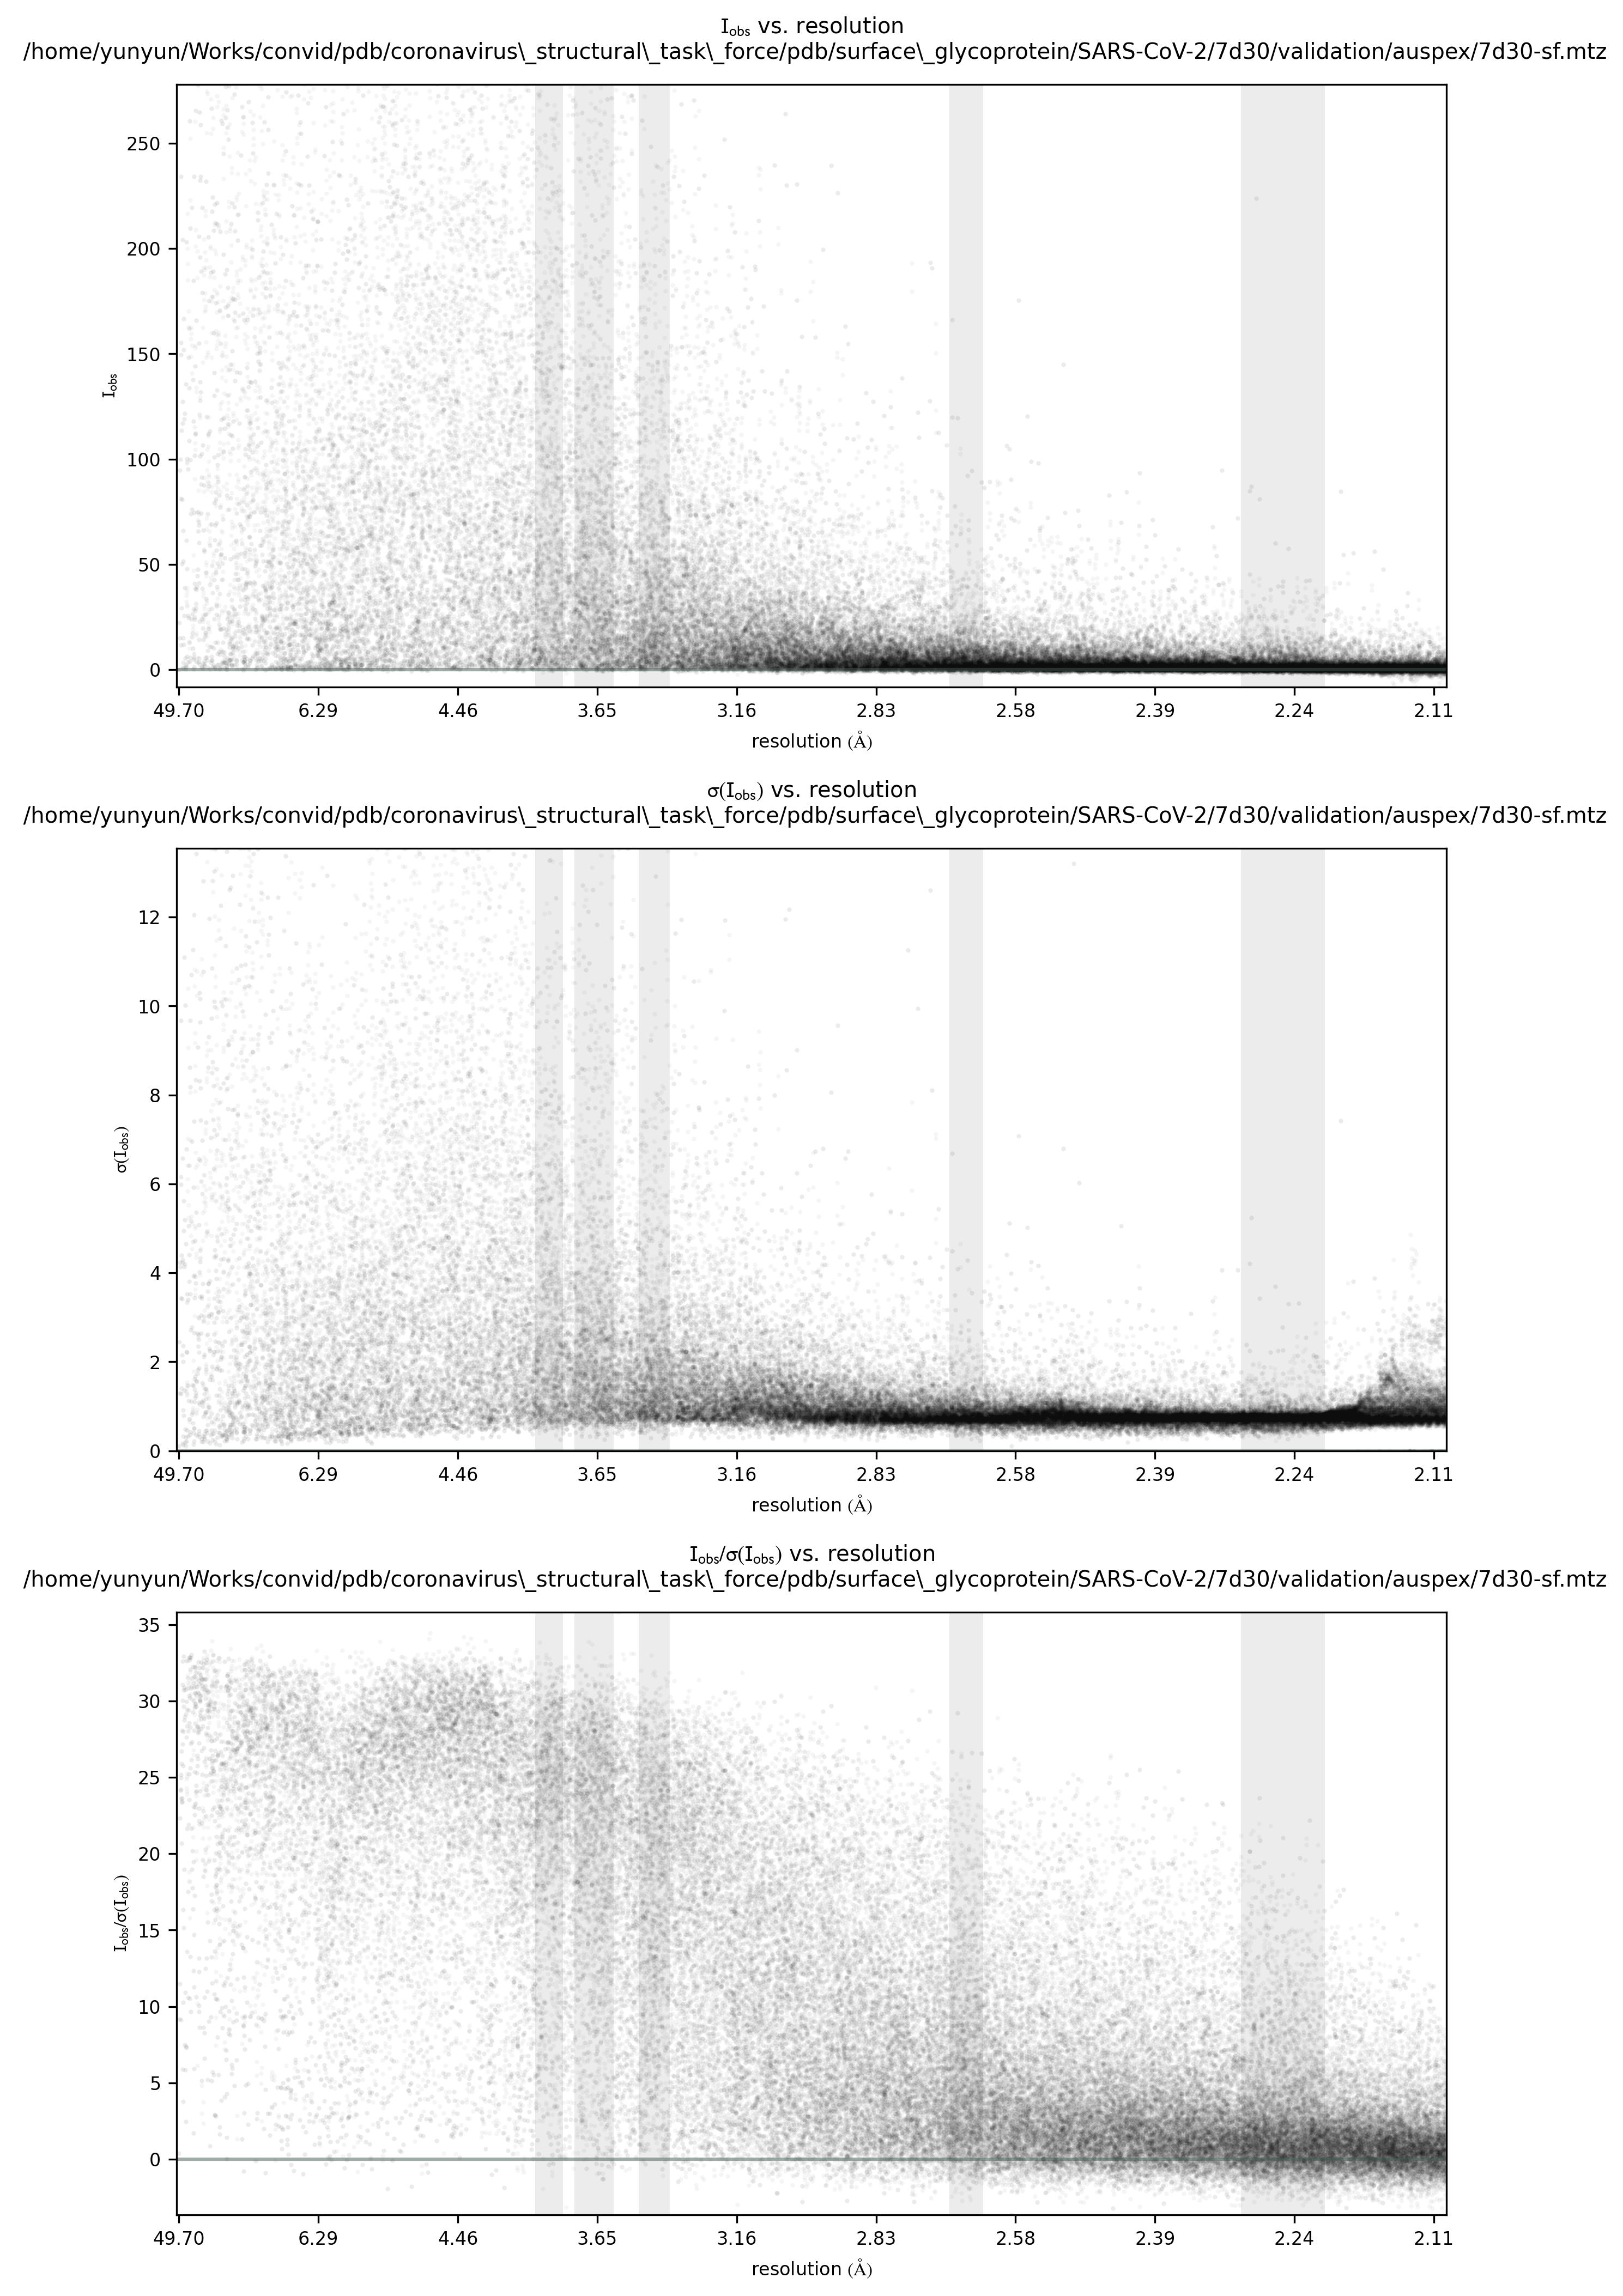 I_obs vs. resolution
/home/yunyun/Works/convid/pdb/coronavirus\_structural\_task\_force/pdb/surface\_glycoprotein/SARS-CoV-2/7d30/validation/auspex/7d30-sf.mtz
250
200
150
100
50
0
I_obs
49.70 6.29 4.46 3.65 3.16 2.83 2.58 2.39 2.24 2.11
resolution (Å)
σ(I_obs) vs. resolution
/home/yunyun/Works/convid/pdb/coronavirus\_structural\_task\_force/pdb/surface\_glycoprotein/SARS-CoV-2/7d30/validation/auspex/7d30-sf.mtz
12
10
8
6
4
2
0
σ(I_obs)
49.70 6.29 4.46 3.65 3.16 2.83 2.58 2.39 2.24 2.11
resolution (Å)
I_obs/σ(I_obs) vs. resolution
/home/yunyun/Works/convid/pdb/coronavirus\_structural\_task\_force/pdb/surface\_glycoprotein/SARS-CoV-2/7d30/validation/auspex/7d30-sf.mtz
35
30
25
20
15
10
5
0
I_obs/σ(I_obs)
49.70 6.29 4.46 3.65 3.16 2.83 2.58 2.39 2.24 2.11
resolution (Å)